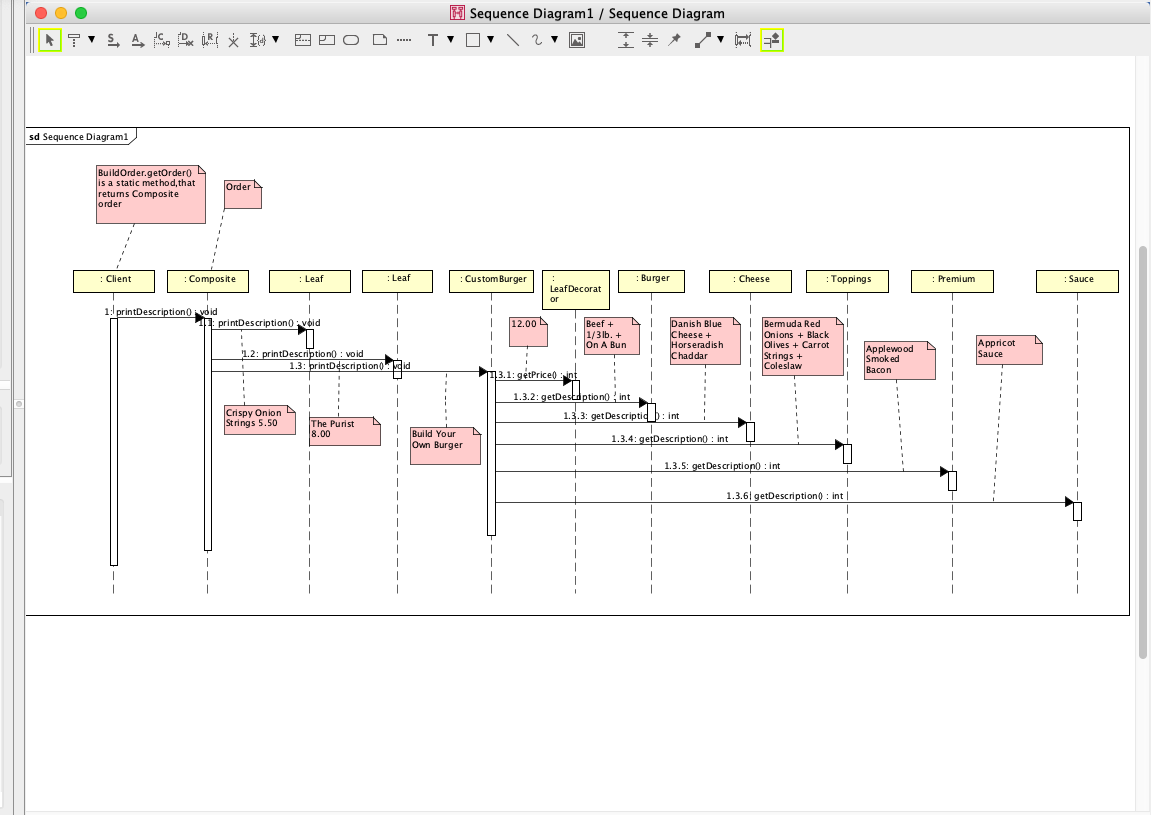 Sequence Diagram1 / Sequence Diagram
sd Sequence Diagram1
BuildOrder.getOrder()
is a static method,that
returns Composite
order
Order
: Client
: Composite
: Leaf
: Leaf
: CustomBurger
:
LeafDecorat
or
: Burger
: Cheese
: Toppings
: Premium
: Sauce
1: printDescription() : void
1.1: printDescription() : void
1.2: printDescription() : void
1.3: printDescription() : void
12.00
Beef +
1/3lb. +
On A Bun
Danish Blue
Cheese +
Horseradish
Chaddar
Bermuda Red
Onions + Black
Olives + Carrot
Strings +
Coleslaw
Applewood
Smoked
Bacon
Appricot
Sauce
1.3.1: getPrice() : int
1.3.2: getDescription() : int
1.3.3: getDescription() : int
1.3.4: getDescription() : int
1.3.5: getDescription() : int
1.3.6: getDescription() : int
Crispy Onion
Strings 5.50
The Purist
8.00
Build Your
Own Burger